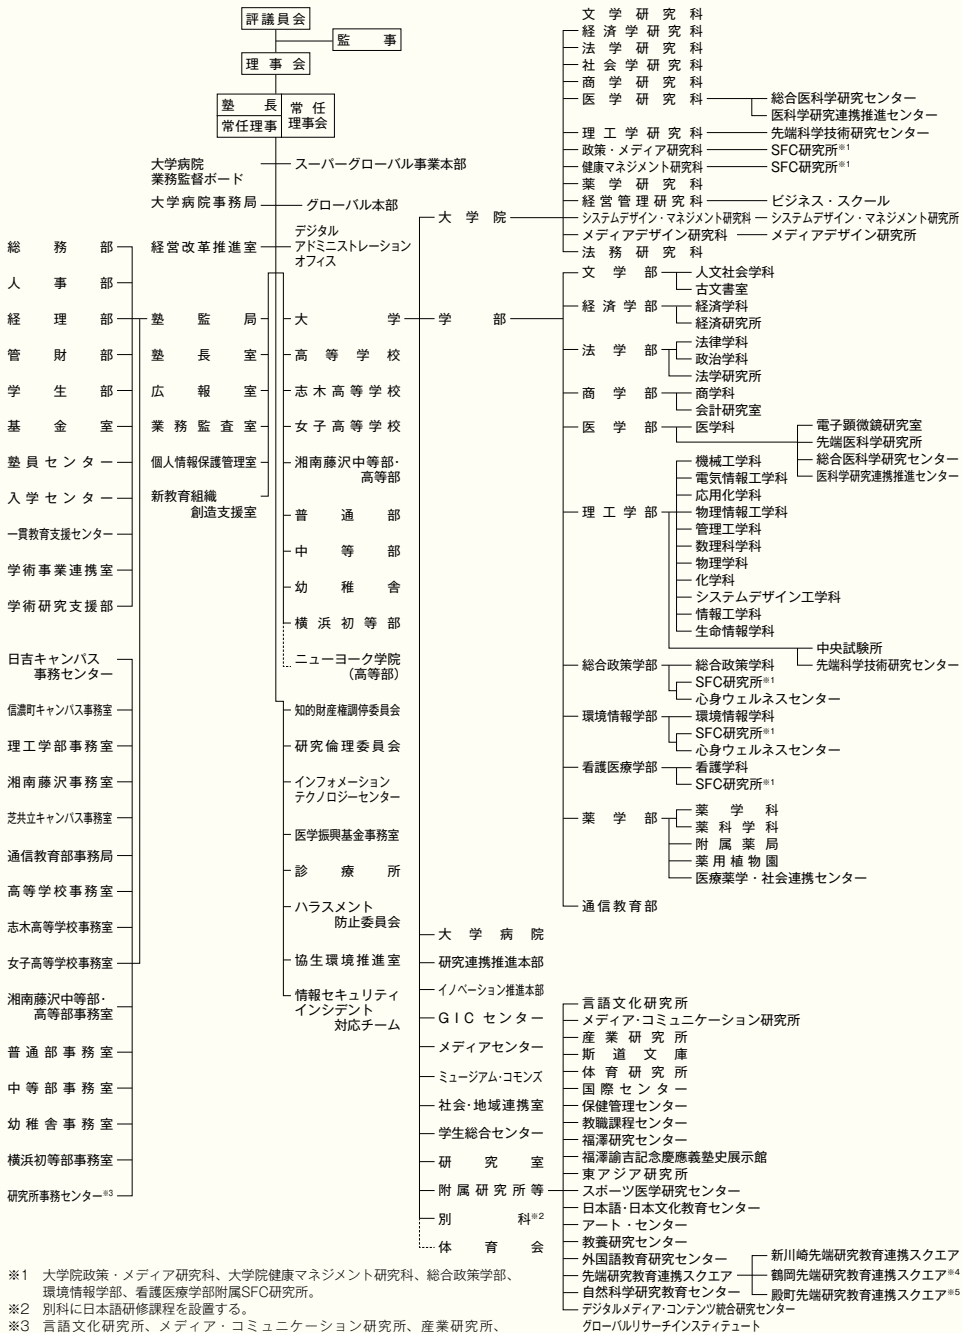 評議員会
監事
理事会
塾長
常任理事
常任
理事会
大学病院
業務監督ボード
スーパーグローバル事業本部
大学病院事務局
グローバル本部
経営改革推進室
デジタル
アドミニストレーション
オフィス
総務部
人事部
経理部
管財部
学生部
基金室
塾員センター
入学センター
一貫教育支援センター
学術事業連携室
学術研究支援部
日吉キャンパス
事務センター
信濃町キャンパス事務室
理工学部事務室
湘南藤沢事務室
芝共立キャンパス事務室
通信教育部事務局
高等学校事務室
志木高等学校事務室
女子高等学校事務室
湘南藤沢中等部・
高等部事務室
普通部事務室
中等部事務室
幼稚舎事務室
横浜初等部事務室
研究所事務センター※3
塾監局
塾長室
広報室
業務監査室
個人情報保護管理室
新教育組織
創造支援室
大学
高等学校
志木高等学校
女子高等学校
湘南藤沢中等部・
高等部
普通部
中等部
幼稚舎
横浜初等部
ニューヨーク学院
(高等部)
知的財産権調停委員会
研究倫理委員会
インフォメーション
テクノロジーセンター
医学振興基金事務室
診療所
ハラスメント
防止委員会
協生環境推進室
情報セキュリティ
インシデント
対応チーム
大学院
文学研究科
経済学研究科
法学研究科
社会学研究科
商学研究科
医学研究科
総合医科学研究センター
医科学研究連携推進センター
理工学研究科
先端科学技術研究センター
政策・メディア研究科
SFC研究所※1
健康マネジメント研究科
SFC研究所※1
薬学研究科
経営管理研究科
ビジネス・スクール
システムデザイン・マネジメント研究科
システムデザイン・マネジメント研究所
メディアデザイン研究科
メディアデザイン研究所
法務研究科
学部
文学部
人文社会学科
古文書室
経済学部
経済学科
経済研究所
法学部
法律学科
政治学科
法学研究所
商学部
商学科
会計研究室
医学部
医学科
電子顕微鏡研究室
先端医科学研究所
総合医科学研究センター
医科学研究連携推進センター
理工学部
機械工学科
電気情報工学科
応用化学科
物理情報工学科
管理工学科
数理科学科
物理学科
化学科
システムデザイン工学科
情報工学科
生命情報学科
中央試験所
先端科学技術研究センター
総合政策学部
総合政策学科
SFC研究所※1
心身ウェルネスセンター
環境情報学部
環境情報学科
SFC研究所※1
心身ウェルネスセンター
看護医療学部
看護学科
SFC研究所※1
薬学部
薬学科
薬科学科
附属薬局
薬用植物園
医療薬学・社会連携センター
通信教育部
大学病院
研究連携推進本部
イノベーション推進本部
GICセンター
メディアセンター
ミュージアム・コモンズ
社会・地域連携室
学生総合センター
研究室
附属研究所等
別科※2
体育会
言語文化研究所
メディア・コミュニケーション研究所
産業研究所
斯道文庫
体育研究所
国際センター
保健管理センター
教職課程センター
福澤研究センター
福澤諭吉記念慶應義塾史展示館
東アジア研究所
スポーツ医学研究センター
日本語・日本文化教育センター
アート・センター
教養研究センター
外国語教育研究センター
先端研究教育連携スクエア
新川崎先端研究教育連携スクエア
鶴岡先端研究教育連携スクエア※4
殿町先端研究教育連携スクエア※5
自然科学研究教育センター
デジタルメディア・コンテンツ統合研究センター
グローバルリサーチインスティテュート
※1 大学院政策・メディア研究科、大学院健康マネジメント研究科、総合政策学部、
環境情報学部、看護医療学部附属SFC研究所。
※2 別科に日本語研修課程を設置する。
※3 言語文化研究所、メディア・コミュニケーション研究所、産業研究所、